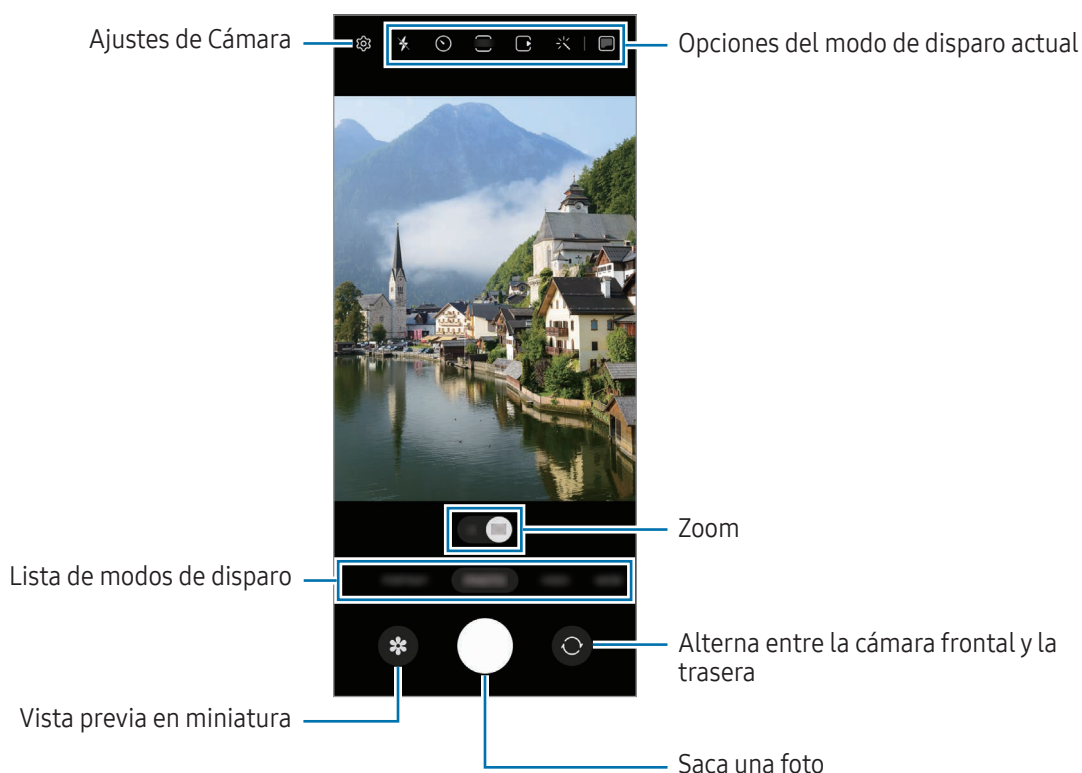 Ajustes de Cámara
Opciones del modo de disparo actual
Zoom
Lista de modos de disparo
Alterna entre la cámara frontal y la
trasera
Vista previa en miniatura
Saca una foto